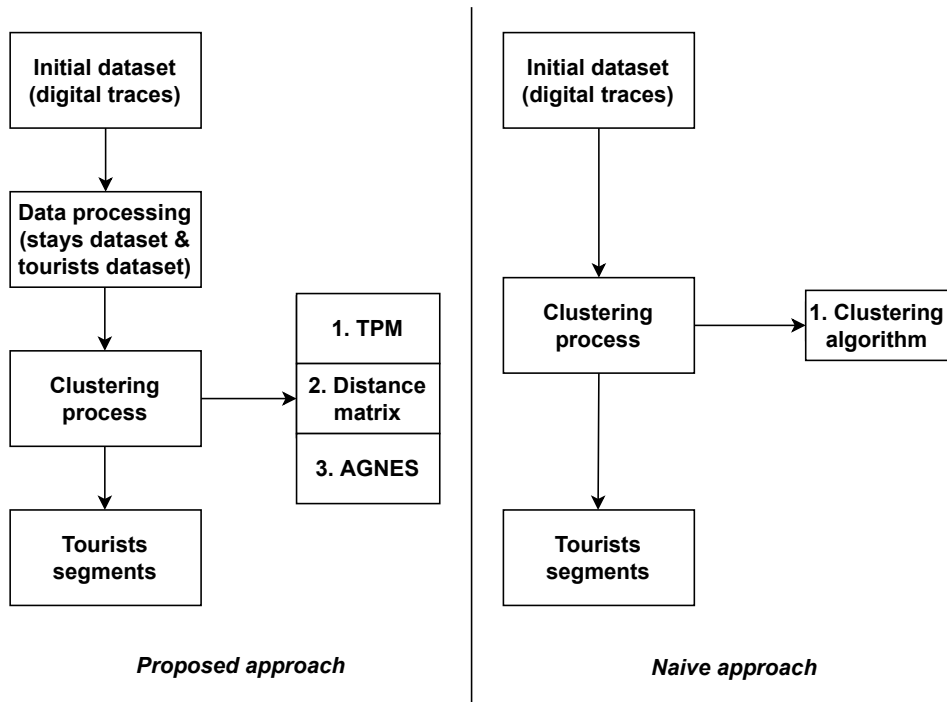 Initial dataset
(digital traces)
Data processing
(stays dataset &
tourists dataset)
Clustering
process
1. TPM
2. Distance
matrix
3. AGNES
Tourists
segments
Proposed approach
Initial dataset
(digital traces)
Clustering
process
1. Clustering
algorithm
Tourists
segments
Naive approach